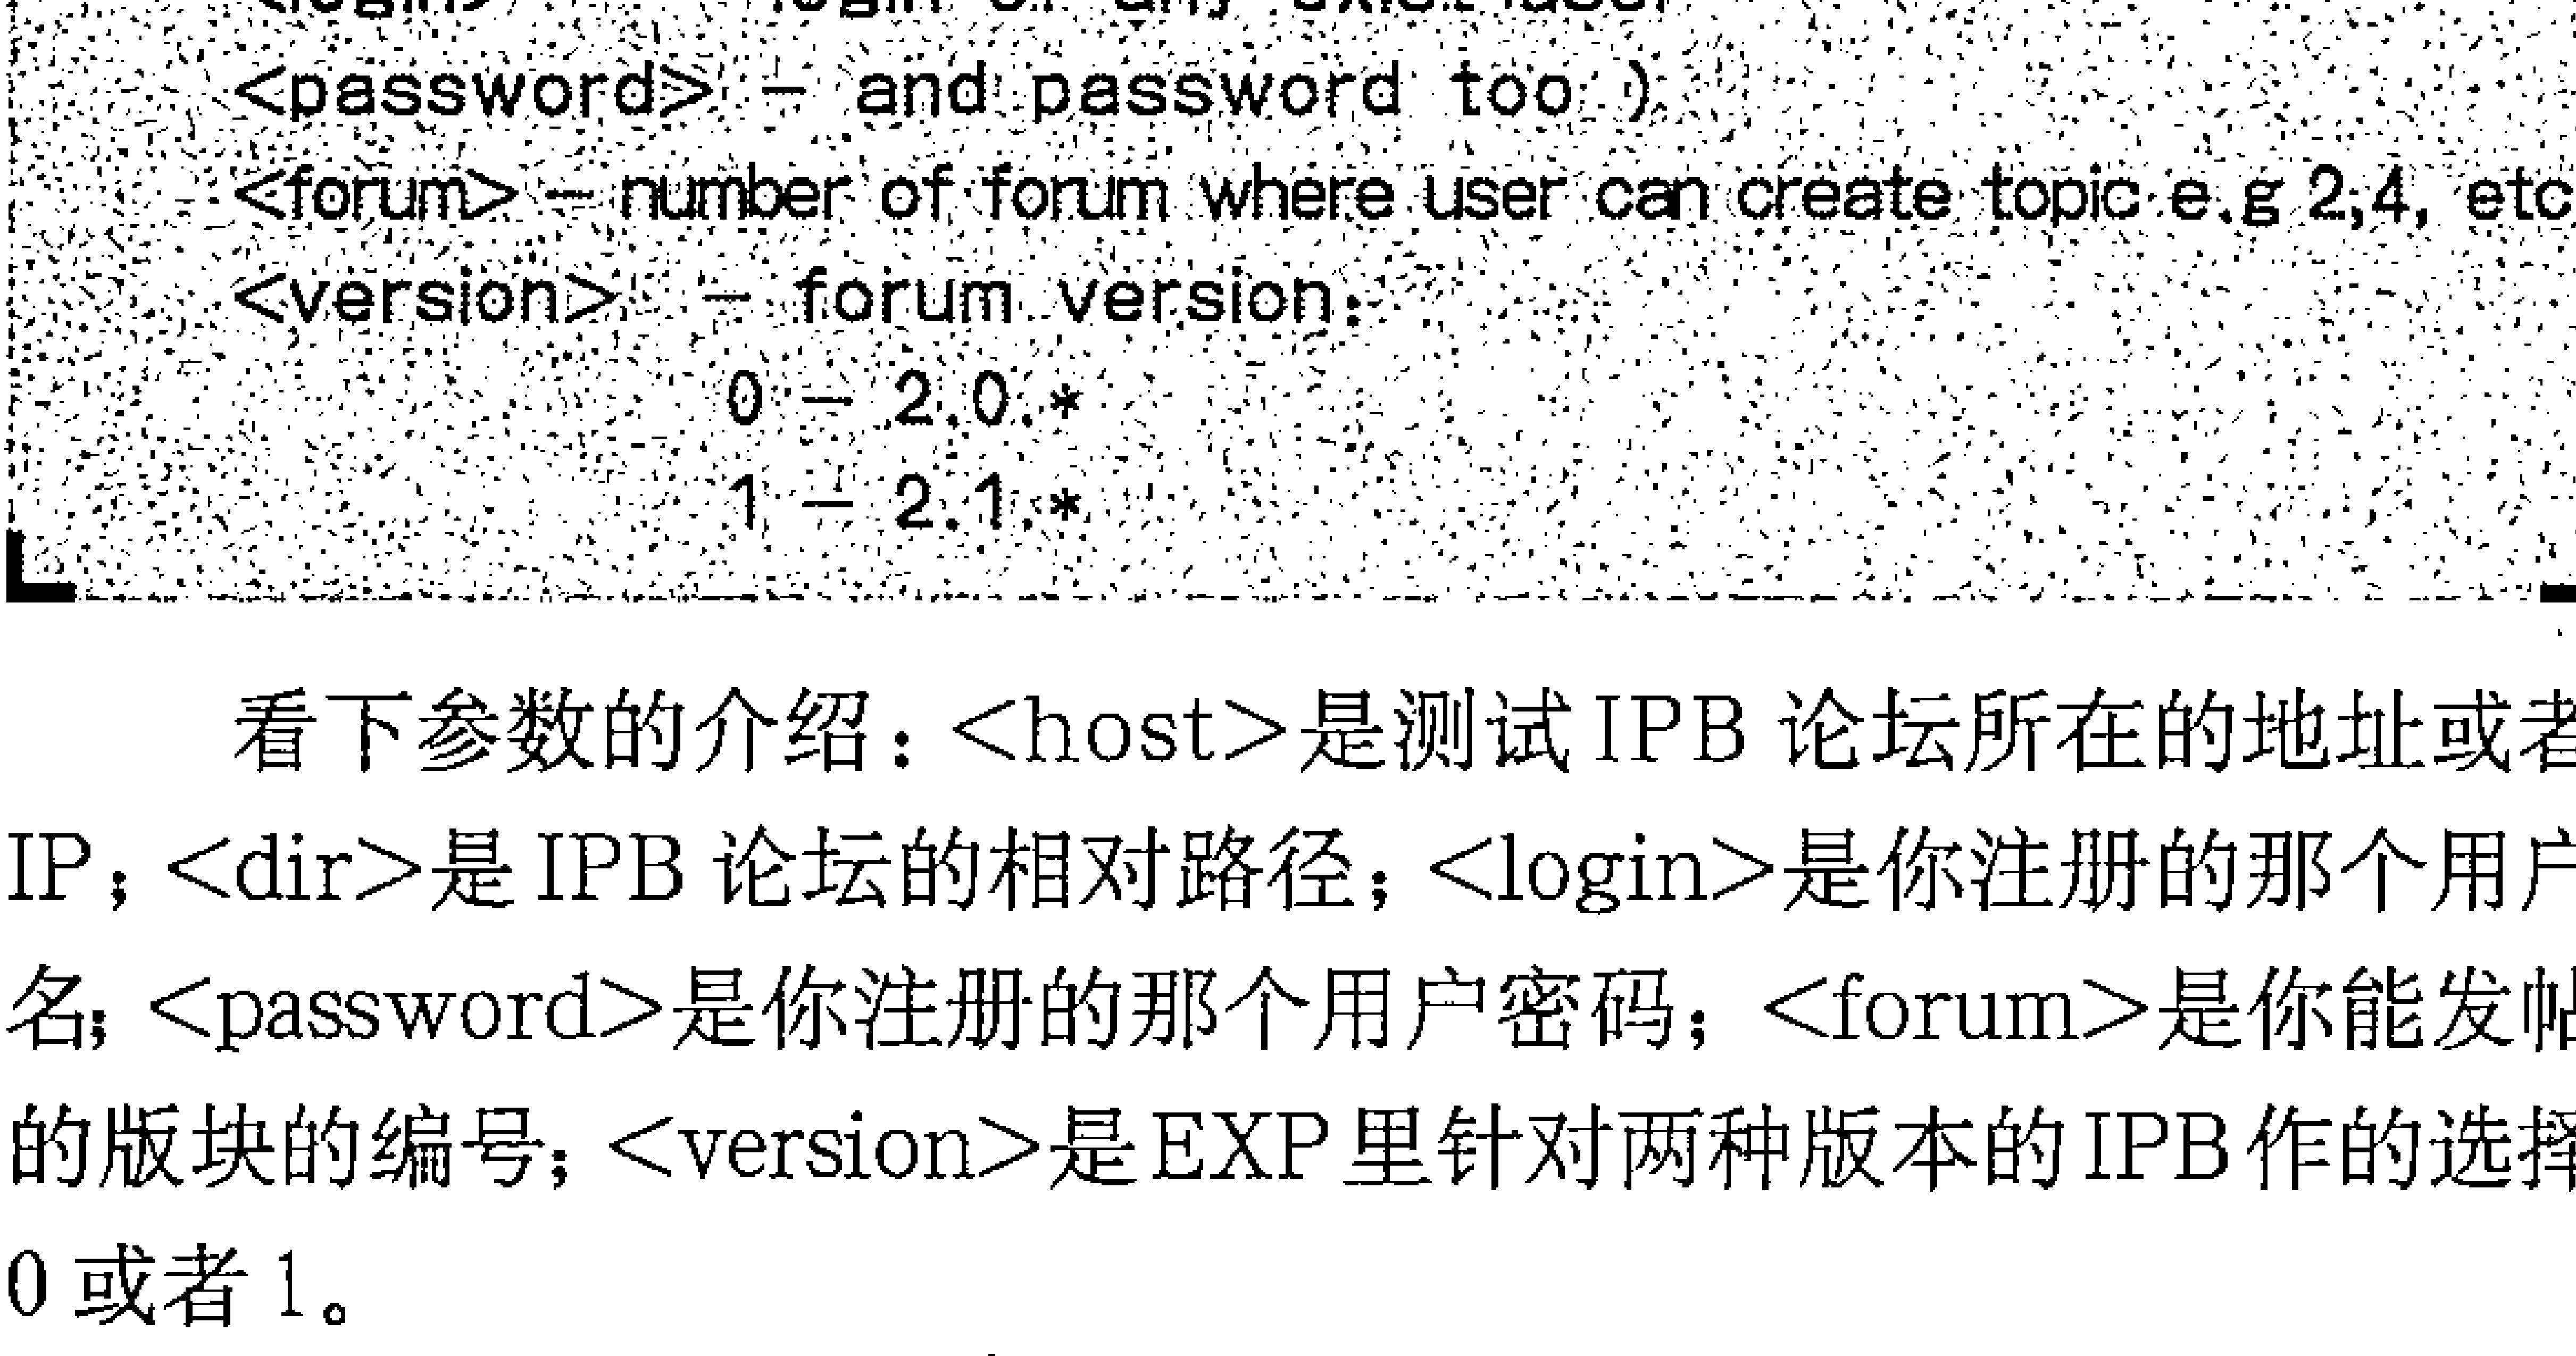 <password> - and password too )
<forum> - number of forum where user can create topic e.g 2,4, etc
<version> - forum version:
0 - 2.0.*
1 - 2.1.*
看下参数的介绍：<host>是测试IPB 论坛所在的地址或者
IP；<dir>是 IPB 论坛的相对路径；<login>是你注册的那个用户
名；<password>是你注册的那个用户密码；<forum>是你能发帖
的版块的编号；<version>是EXP里针对两种版本的IPB作的选择
0 或者 1。